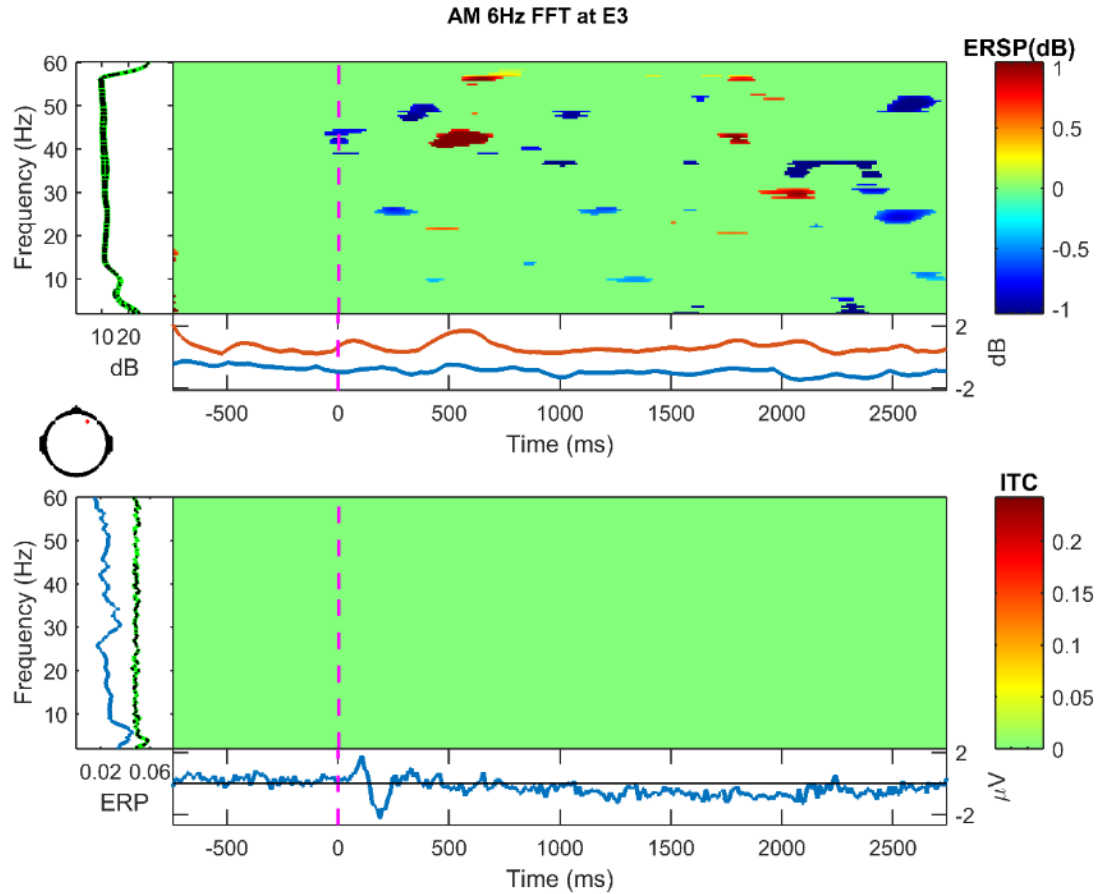 AM 6Hz FFT at E3
ERSP(dB)
60
50
40
30
20
10
Frequency (Hz)
1
0.5
0
-0.5
-1
10 20
dB
2
-2
dB
-500 0 500 1000 1500 2000 2500
Time (ms)
ITC
60
50
40
30
20
10
Frequency (Hz)
0.2
0.15
0.1
0.05
0
0.02 0.06
ERP
2
-2
μV
-500 0 500 1000 1500 2000 2500
Time (ms)